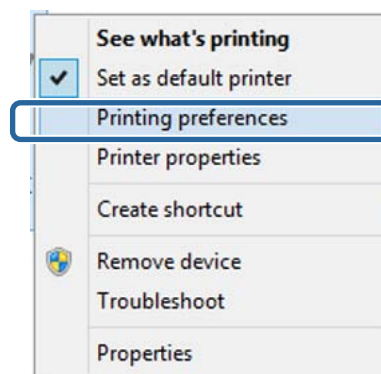 See what's printing
Set as default printer
Printing preferences
Printer properties
Create shortcut
Remove device
Troubleshoot
Properties